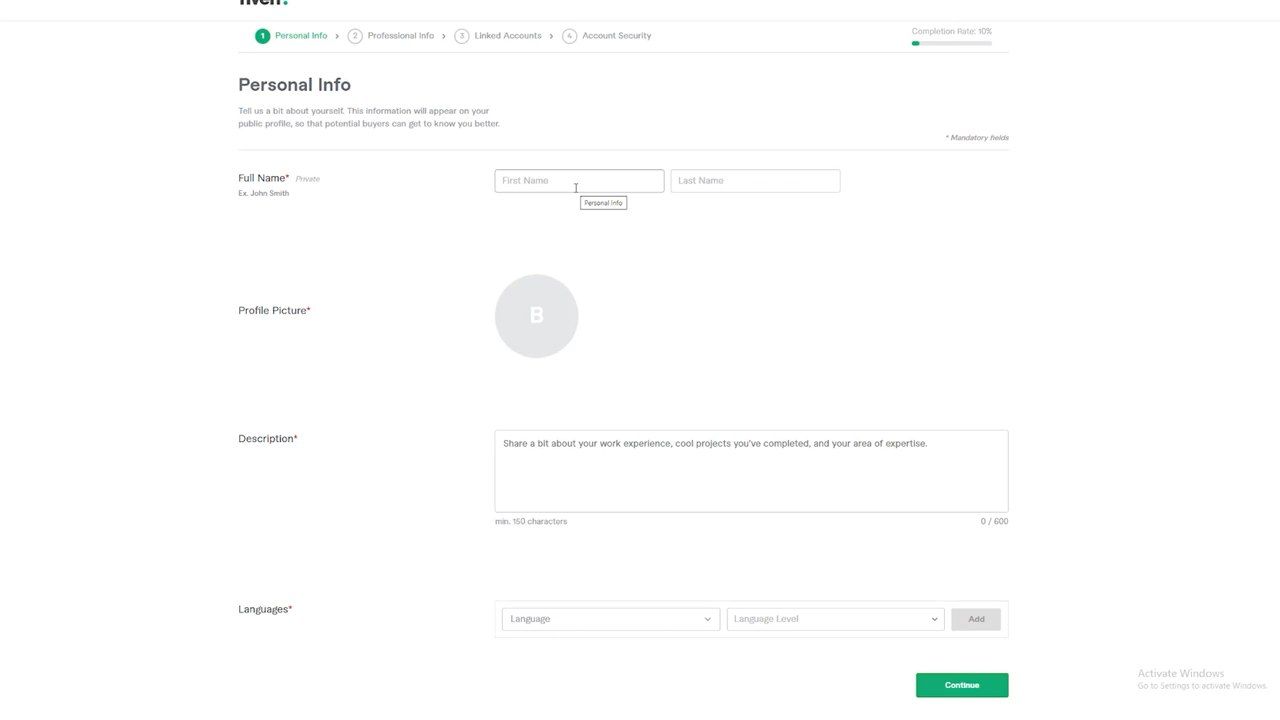 fiverr.
1 Personal Info > 2 Professional Info > 3 Linked Accounts > 4 Account Security
Completion Rate: 10%
Personal Info
Tell us a bit about yourself. This information will appear on your
public profile, so that potential buyers can get to know you better.
* Mandatory fields
Full Name* Private
Ex. John Smith
First Name
Last Name
Personal Info
Profile Picture*
B
Description*
Share a bit about your work experience, cool projects you've completed, and your area of expertise.
min. 150 characters
0 / 600
Languages*
Language
Language Level
Add
Continue
Activate Windows
Go to Settings to activate Windows.